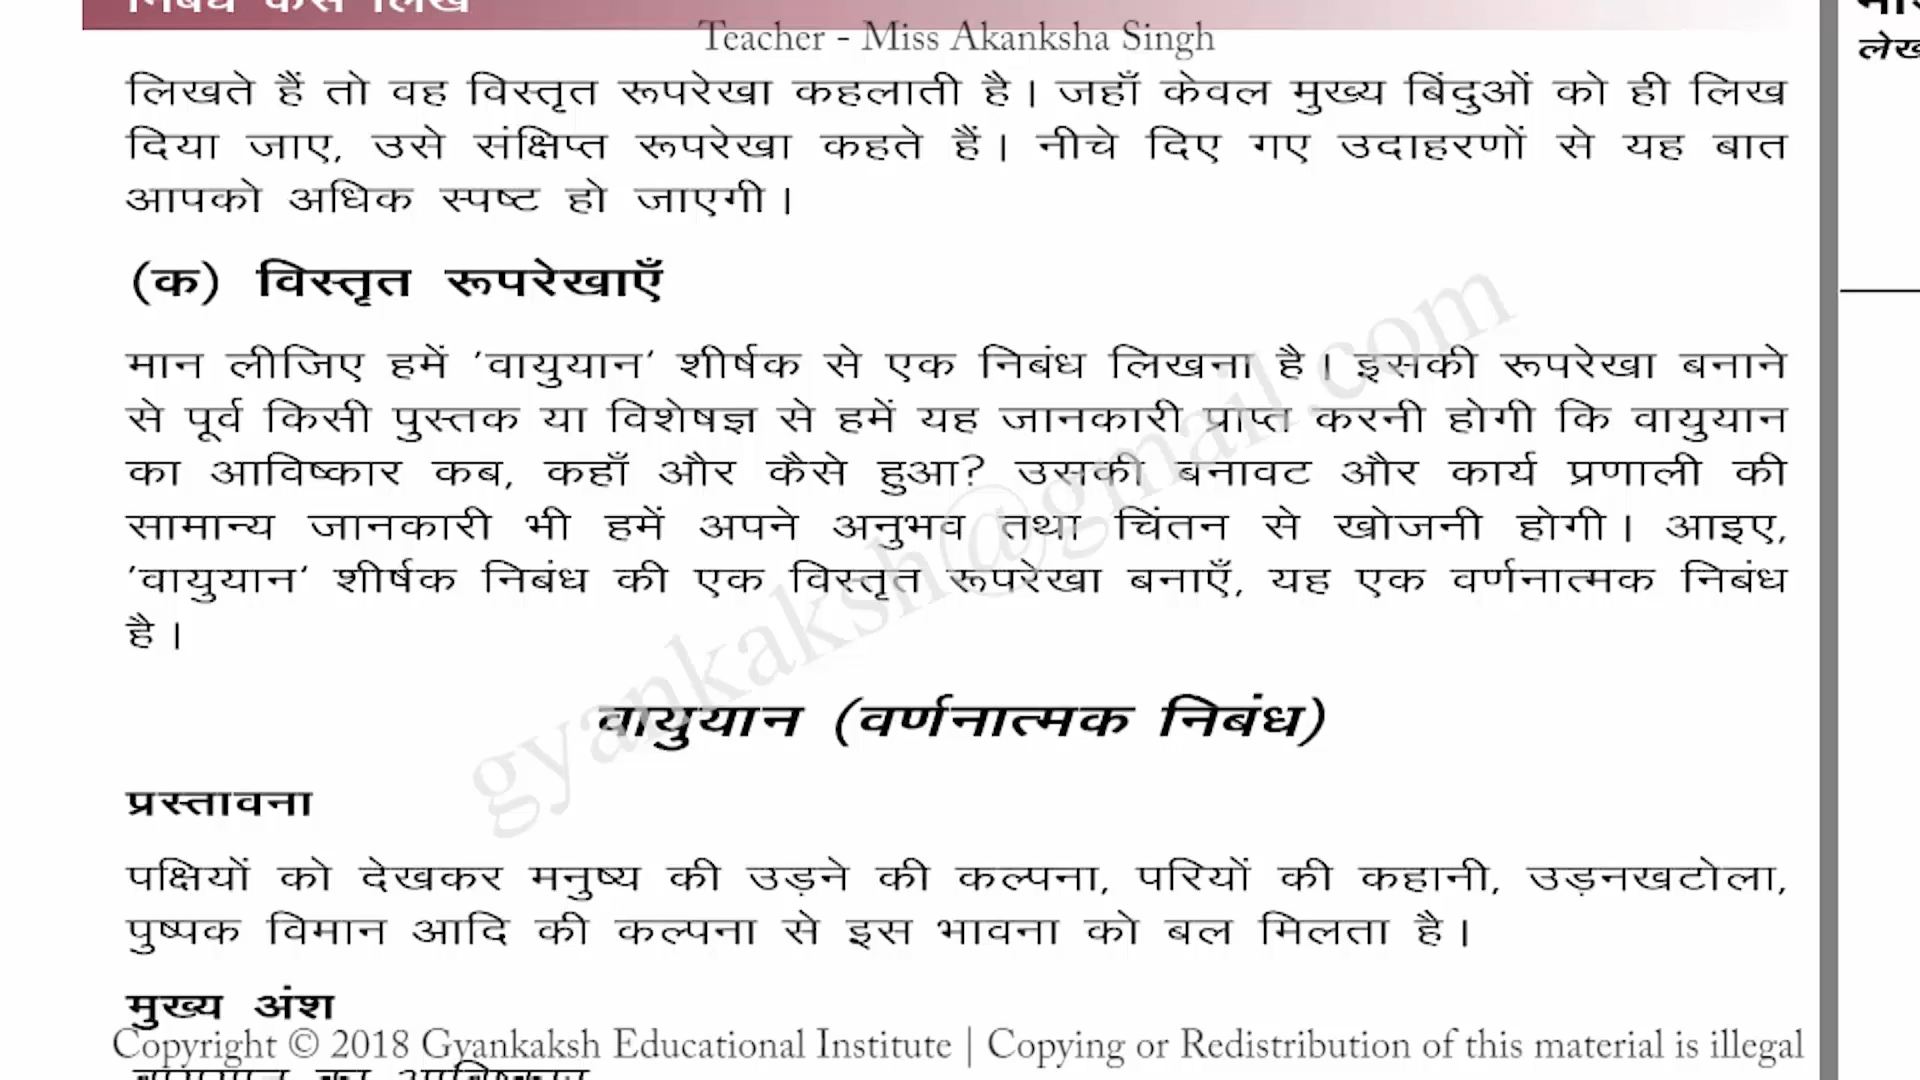 निबंध कैसे लिखें
Teacher - Miss Akanksha Singh
लिखते हैं तो वह विस्तृत रूपरेखा कहलाती है। जहाँ केवल मुख्य बिंदुओं को ही लिख
दिया जाए, उसे संक्षिप्त रूपरेखा कहते हैं। नीचे दिए गए उदाहरणों से यह बात
आपको अधिक स्पष्ट हो जाएगी।
(क) विस्तृत रूपरेखाएँ
मान लीजिए हमें 'वायुयान' शीर्षक से एक निबंध लिखना है। इसकी रूपरेखा बनाने
से पूर्व किसी पुस्तक या विशेषज्ञ से हमें यह जानकारी प्राप्त करनी होगी कि वायुयान
का आविष्कार कब, कहाँ और कैसे हुआ? उसकी बनावट और कार्य प्रणाली की
सामान्य जानकारी भी हमें अपने अनुभव तथा चिंतन से खोजनी होगी। आइए,
'वायुयान' शीर्षक निबंध की एक विस्तृत रूपरेखा बनाएँ, यह एक वर्णनात्मक निबंध
है।
gyankaksh@gmail.com
वायुयान (वर्णनात्मक निबंध)
प्रस्तावना
पक्षियों को देखकर मनुष्य की उड़ने की कल्पना, परियों की कहानी, उड़नखटोला,
पुष्पक विमान आदि की कल्पना से इस भावना को बल मिलता है।
मुख्य अंश
Copyright © 2018 Gyankaksh Educational Institute | Copying or Redistribution of this material is illegal
वायुयान का आविष्कार